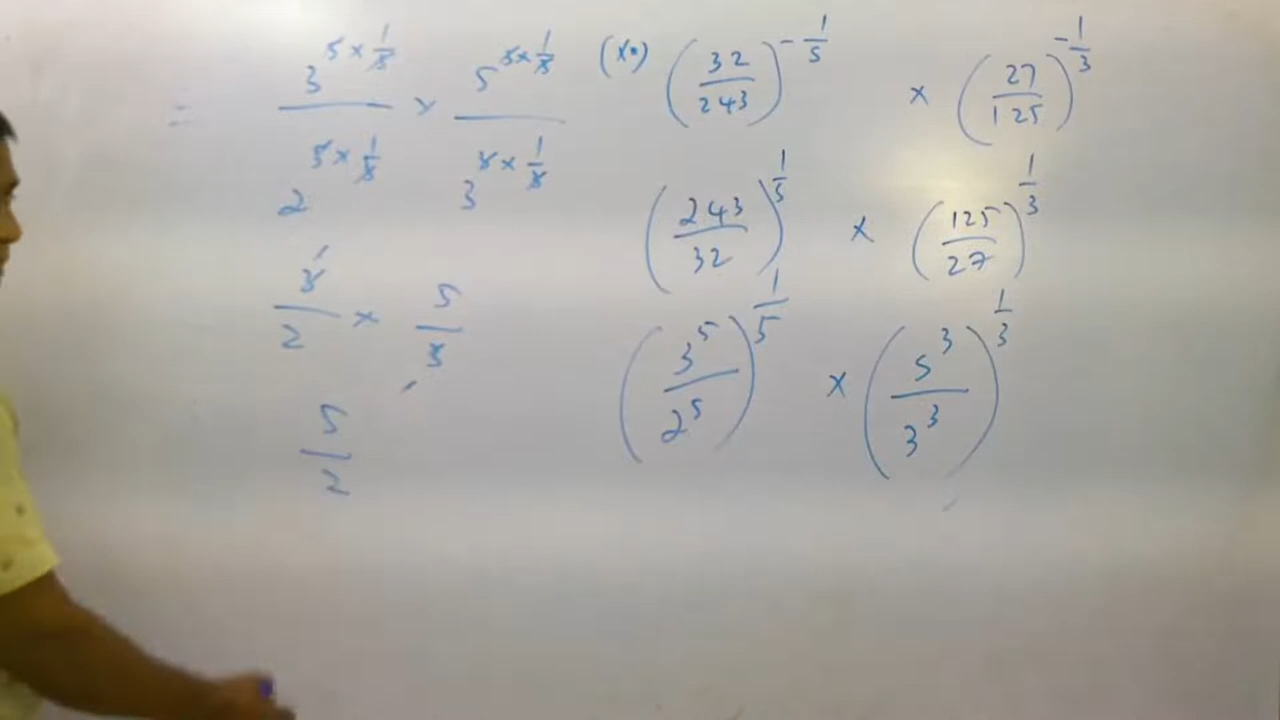 (x.) (32/243)^(-1/5) × (27/125)^(-1/3)
(243/32)^(1/5) × (125/27)^(1/3)
(3^5/2^5)^(1/5) × (5^3/3^3)^(1/3)
= 3^(5×1/5)/2^(5×1/5) × 5^(3×1/3)/3^(3×1/3)
3/2 × 5/3
5/2